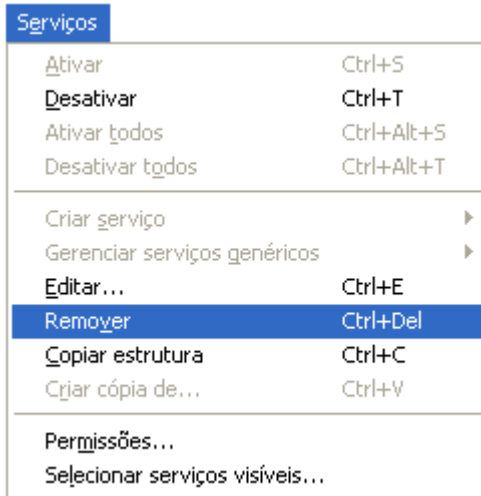 Serviços
Ativar Ctrl+S
Desativar Ctrl+T
Ativar todos Ctrl+Alt+S
Desativar todos Ctrl+Alt+T
Criar serviço
Gerenciar serviços genéricos
Editar... Ctrl+E
Remover Ctrl+Del
Copiar estrutura Ctrl+C
Criar cópia de... Ctrl+V
Permissões...
Selecionar serviços visíveis...